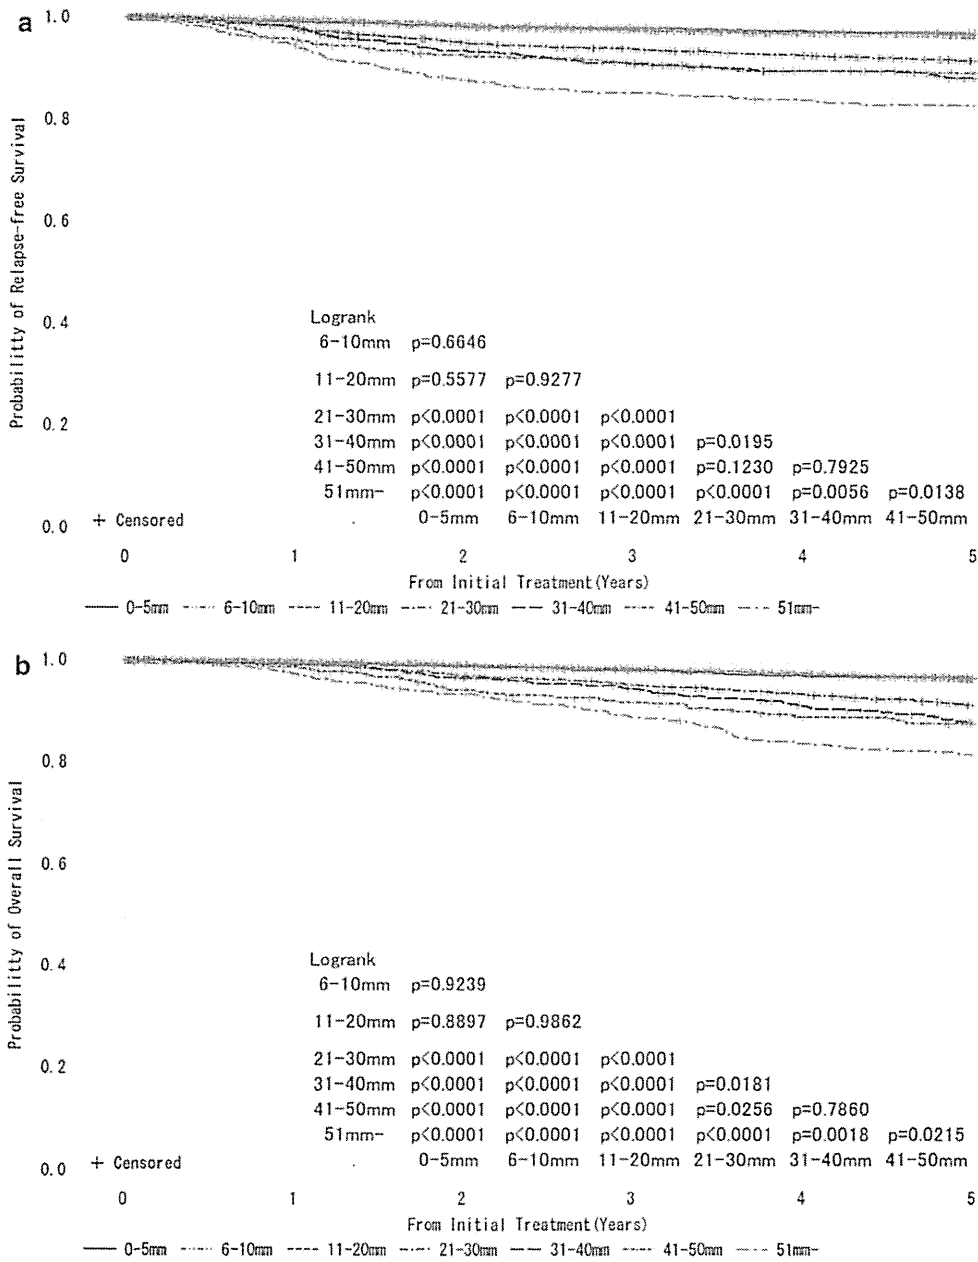 a
1.0
0.8
0.6
0.4
0.2
0.0
Probabilitty of Relapse-free Survival
Logrank
6-10mm p=0.6646
11-20mm p=0.5577 p=0.9277
21-30mm p<0.0001 p<0.0001 p<0.0001
31-40mm p<0.0001 p<0.0001 p<0.0001 p=0.0195
41-50mm p<0.0001 p<0.0001 p<0.0001 p=0.1230 p=0.7925
51mm- p<0.0001 p<0.0001 p<0.0001 p<0.0001 p=0.0056 p=0.0138
0-5mm 6-10mm 11-20mm 21-30mm 31-40mm 41-50mm
+ Censored
0 1 2 3 4 5
From Initial Treatment(Years)
0-5mm 6-10mm 11-20mm 21-30mm 31-40mm 41-50mm 51mm-
b
1.0
0.8
0.6
0.4
0.2
0.0
Probabilitty of Overall Survival
Logrank
6-10mm p=0.9239
11-20mm p=0.8897 p=0.9862
21-30mm p<0.0001 p<0.0001 p<0.0001
31-40mm p<0.0001 p<0.0001 p<0.0001 p=0.0181
41-50mm p<0.0001 p<0.0001 p<0.0001 p=0.0256 p=0.7860
51mm- p<0.0001 p<0.0001 p<0.0001 p<0.0001 p=0.0018 p=0.0215
0-5mm 6-10mm 11-20mm 21-30mm 31-40mm 41-50mm
+ Censored
0 1 2 3 4 5
From Initial Treatment(Years)
0-5mm 6-10mm 11-20mm 21-30mm 31-40mm 41-50mm 51mm-